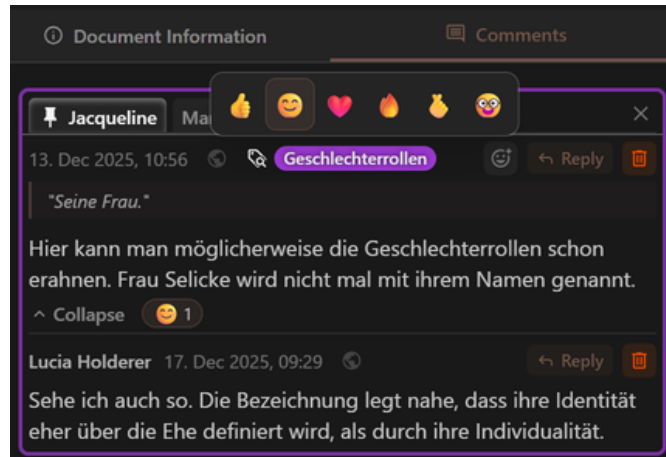 Document Information
Comments
Jacqueline
Ma
13. Dec 2025, 10:56
Geschlechterrollen
Reply
"Seine Frau."
Hier kann man möglicherweise die Geschlechterrollen schon
erahnen. Frau Selicke wird nicht mal mit ihrem Namen genannt.
Collapse
1
Lucia Holderer 17. Dec 2025, 09:29
Reply
Sehe ich auch so. Die Bezeichnung legt nahe, dass ihre Identität
eher über die Ehe definiert wird, als durch ihre Individualität.